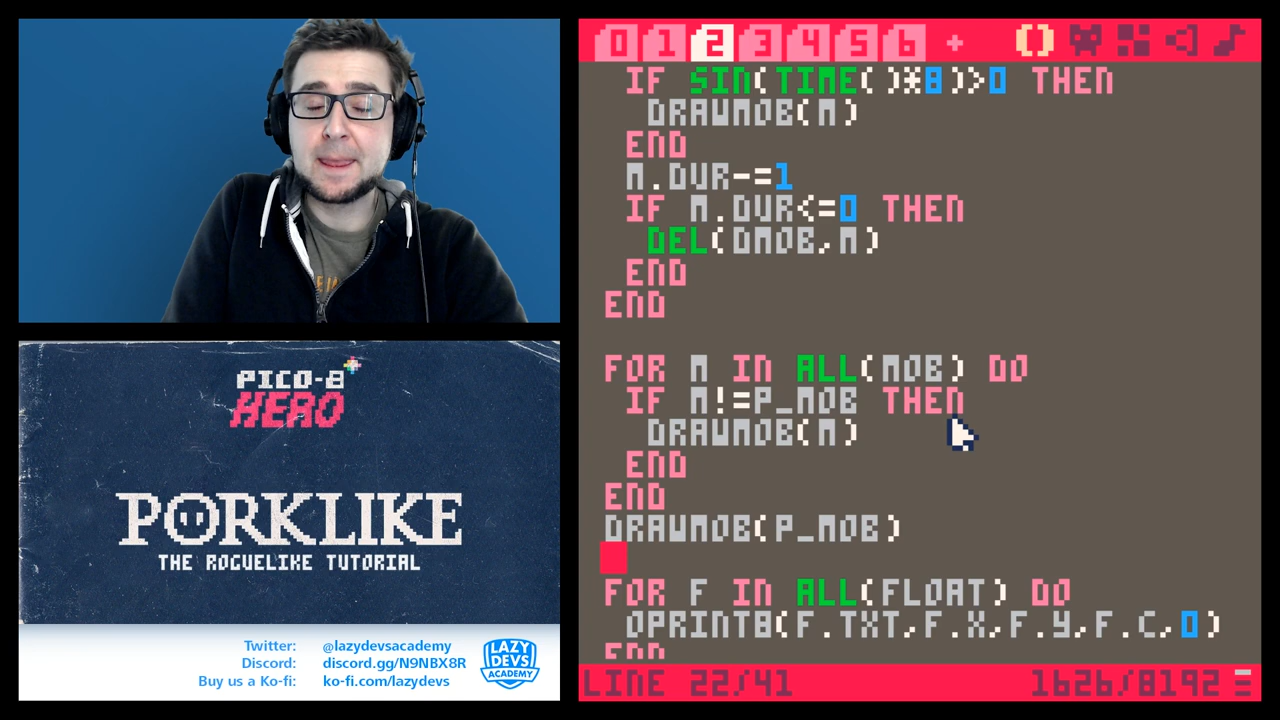 0 1 2 3 4 5 6 + ()
IF SIN(TIME()*8)>0 THEN
DRAWMOB(M)
END
M.DUR-=1
IF M.DUR<=0 THEN
DEL(DMOB,M)
END
END
FOR M IN ALL(MOB) DO
IF M!=P_MOB THEN
DRAWMOB(M)
END
END
DRAWMOB(P_MOB)
FOR F IN ALL(FLOAT) DO
OPRINT8(F.TXT,F.X,F.Y,F.C,0)
END
LINE 22/41 1626/8192
PICO-8
HERO
PORKLIKE
THE ROGUELIKE TUTORIAL
Twitter: @lazydevsacademy
Discord: discord.gg/N9NBX8R
Buy us a Ko-fi: ko-fi.com/lazydevs
LAZY
DEVS
ACADEMY